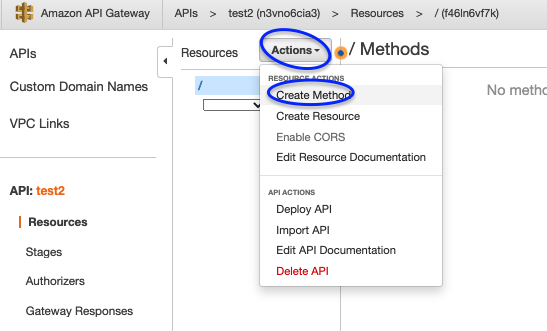 Amazon API Gateway APIs > test2 (n3vno6cia3) > Resources > / (f46ln6vf7k)
APIs
Custom Domain Names
VPC Links
API: test2
Resources
Stages
Authorizers
Gateway Responses
Resources
Actions
/ Methods
/
RESOURCE ACTIONS
Create Method
Create Resource
Enable CORS
Edit Resource Documentation
API ACTIONS
Deploy API
Import API
Edit API Documentation
Delete API
No metho